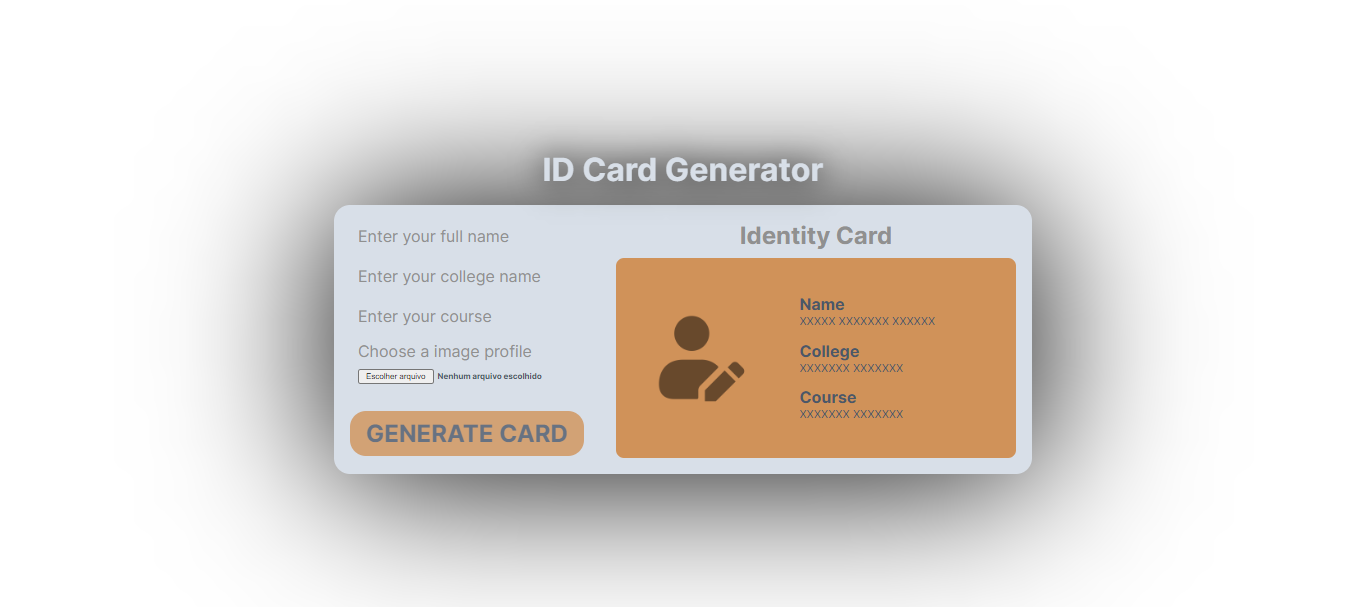 ID Card Generator
Enter your full name
Enter your college name
Enter your course
Choose a image profile
Escolher arquivo Nenhum arquivo escolhido
GENERATE CARD
Identity Card
Name
XXXXX XXXXXXX XXXXXX
College
XXXXXXX XXXXXXX
Course
XXXXXXX XXXXXXX